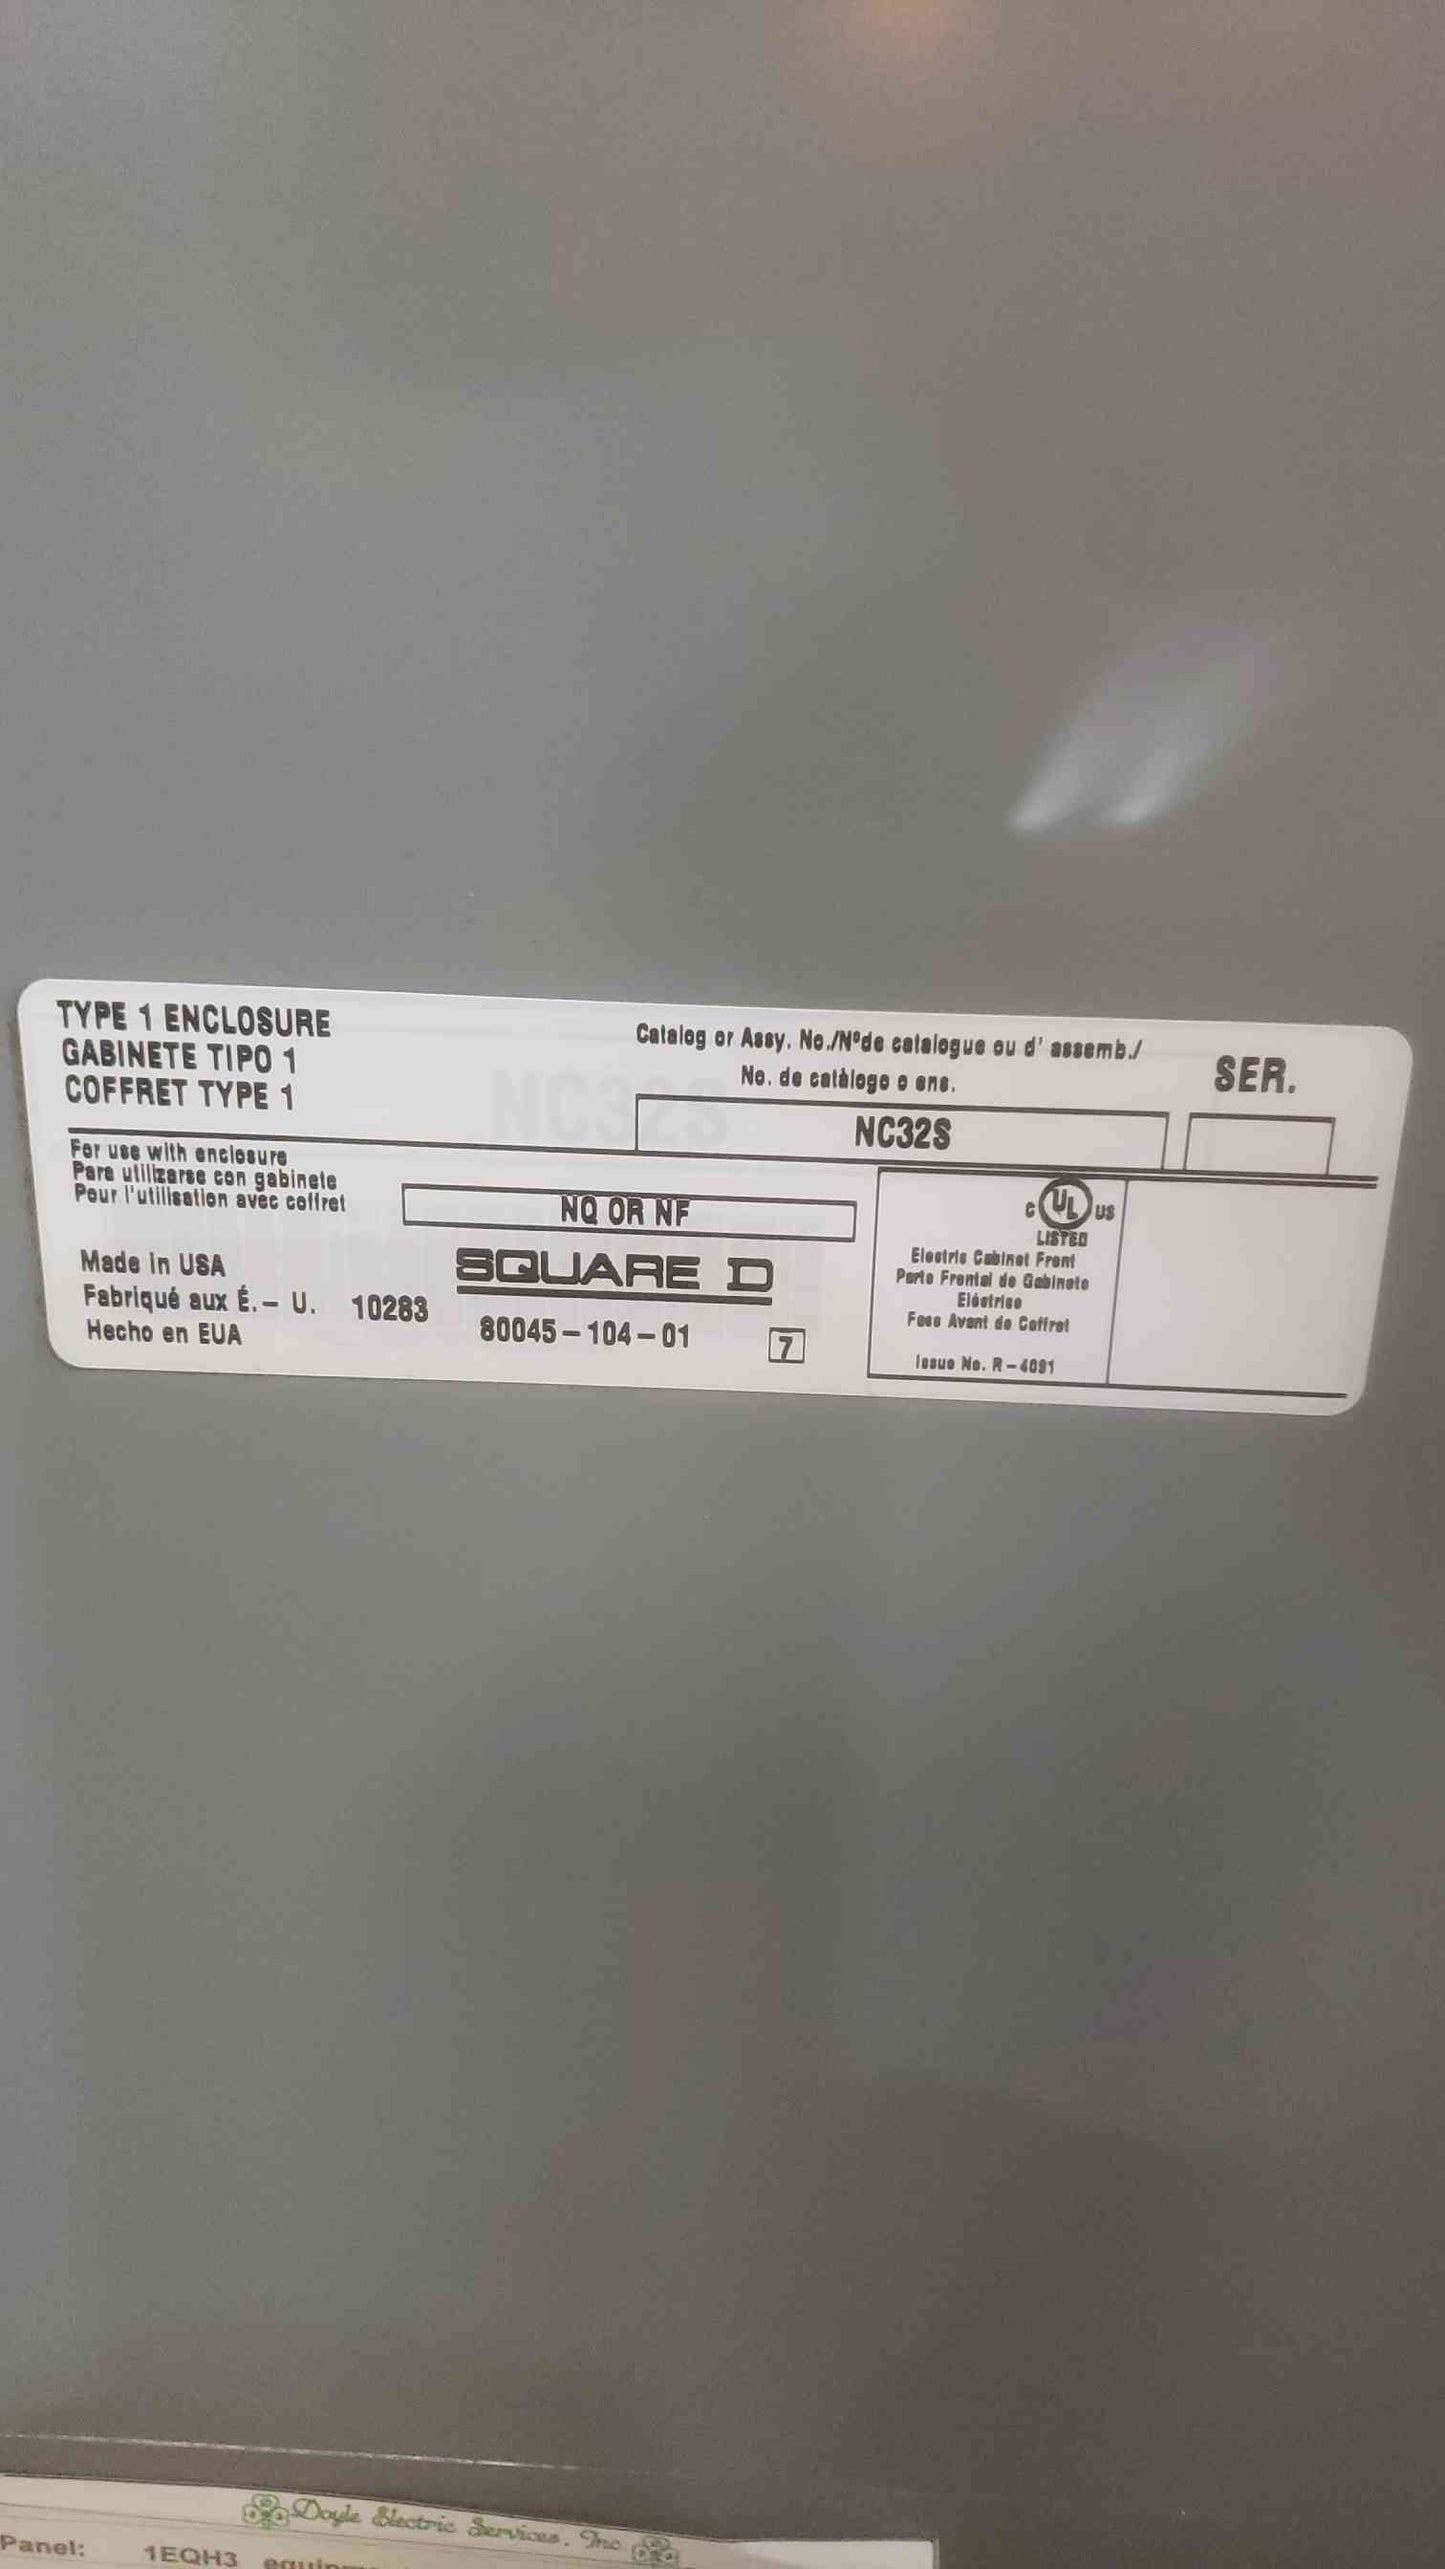 TYPE 1 ENCLOSURE
GABINETE TIPO 1
COFFRET TYPE 1
Catalog or Assy. No./Nºde catalogue ou d' assemb./
No. de catàlogo o ens.
SER.
NC32S
For use with enclosure
Para utilizarse con gabinete
Pour l'utilisation avec coffret
NQ OR NF
Made in USA
Fabriqué aux É.– U. 10283
Hecho en EUA
SQUARE D
80045–104–01
7
C UL US
LISTED
Electric Cabinet Front
Parte Frontal de Gabinete
Eléctrico
Face Avant de Coffret
Issue No. R–4091
Doyle Electric Services, Inc
Panel: 1EQH3